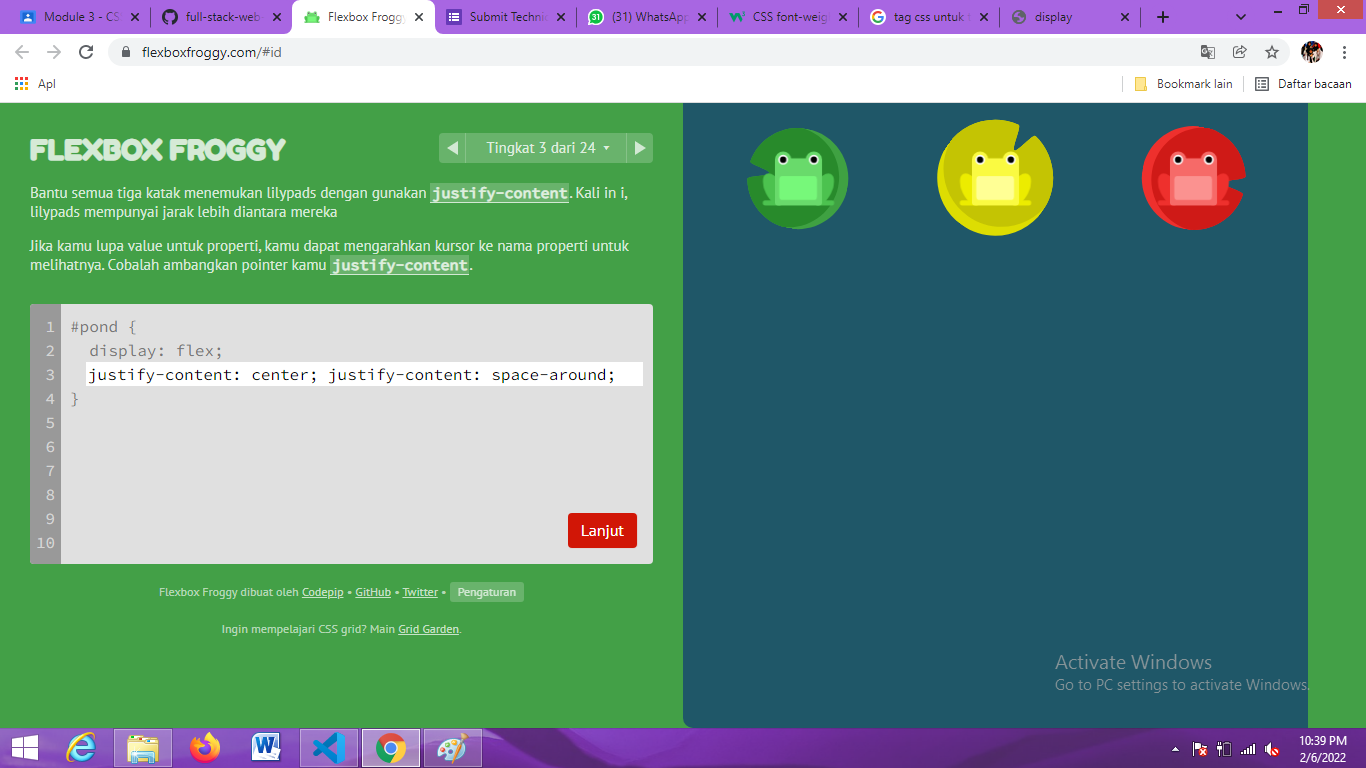 Module 3 - CS
full-stack-web
Flexbox Frogg
Submit Techni
(31) WhatsApp
CSS font-weig
tag css untuk t
display
flexboxfroggy.com/#id
Apl
Bookmark lain
Daftar bacaan
FLEXBOX FROGGY
Tingkat 3 dari 24
Bantu semua tiga katak menemukan lilypads dengan gunakan justify-content. Kali in i,
lilypads mempunyai jarak lebih diantara mereka
Jika kamu lupa value untuk properti, kamu dapat mengarahkan kursor ke nama properti untuk
melihatnya. Cobalah ambangkan pointer kamu justify-content.
1 #pond {
2 display: flex;
3 justify-content: center; justify-content: space-around;
4 }
5
6
7
8
9
10
Lanjut
Flexbox Froggy dibuat oleh Codepip • GitHub • Twitter • Pengaturan
Ingin mempelajari CSS grid? Main Grid Garden.
Activate Windows
Go to PC settings to activate Windows.
10:39 PM
2/6/2022